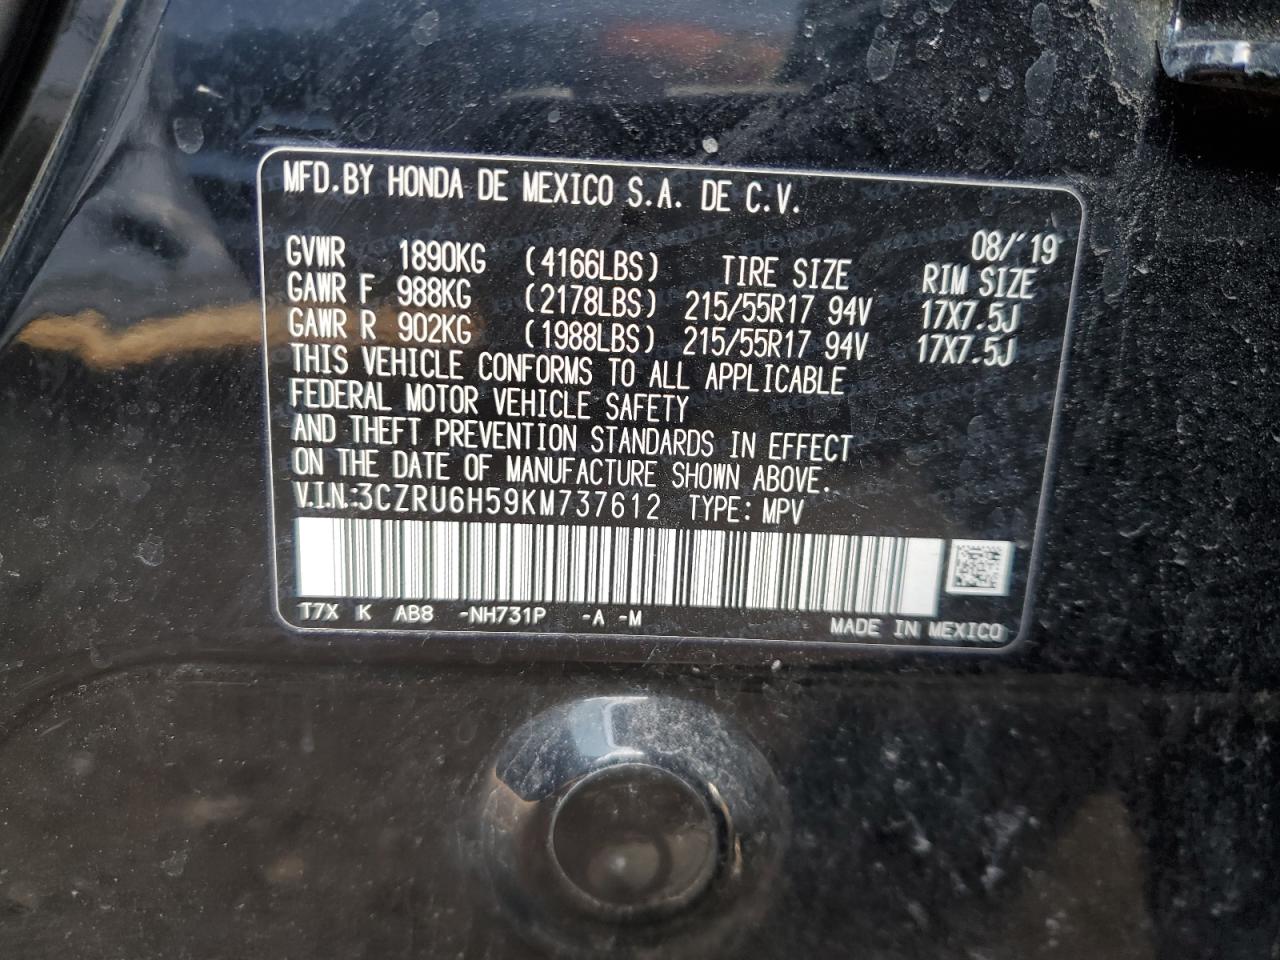 MFD.BY HONDA DE MEXICO S.A. DE C.V.
08/'19
GVWR 1890KG (4166LBS) TIRE SIZE RIM SIZE
GAWR F 988KG (2178LBS) 215/55R17 94V 17X7.5J
GAWR R 902KG (1988LBS) 215/55R17 94V 17X7.5J
THIS VEHICLE CONFORMS TO ALL APPLICABLE
FEDERAL MOTOR VEHICLE SAFETY
AND THEFT PREVENTION STANDARDS IN EFFECT
ON THE DATE OF MANUFACTURE SHOWN ABOVE.
V.I.N.:3CZRU6H59KM737612 TYPE: MPV
T7X K AB8 -NH731P -A -M
MADE IN MEXICO